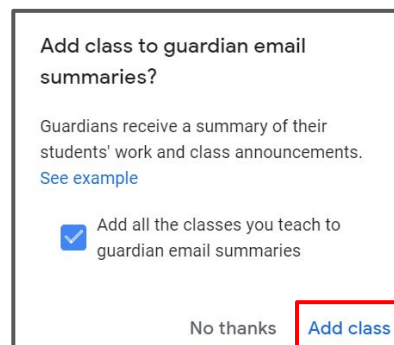 Add class to guardian email
summaries?
Guardians receive a summary of their
students' work and class announcements.
See example
Add all the classes you teach to
guardian email summaries
No thanks Add class